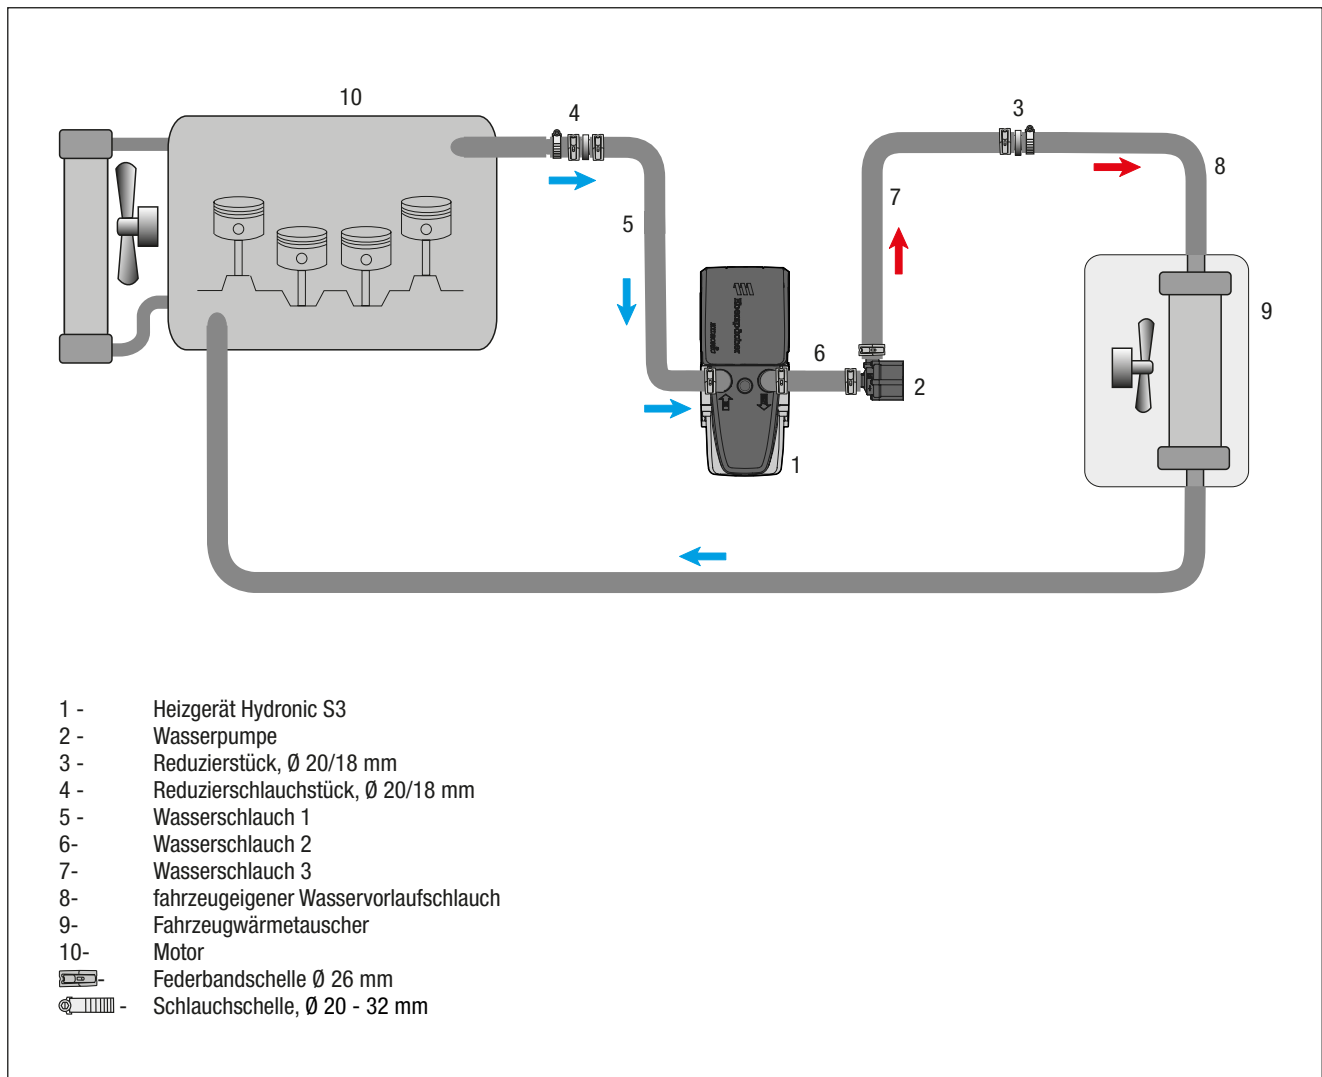 10
4
3
8
7
5
9
6
2
1
Eberspächer
1 - Heizgerät Hydronic S3
2 - Wasserpumpe
3 - Reduzierstück, Ø 20/18 mm
4 - Reduzierschlauchstück, Ø 20/18 mm
5 - Wasserschlauch 1
6- Wasserschlauch 2
7- Wasserschlauch 3
8- fahrzeugeigener Wasservorlaufschlauch
9- Fahrzeugwärmetauscher
10- Motor
- Federbandschelle Ø 26 mm
- Schlauchschelle, Ø 20 - 32 mm